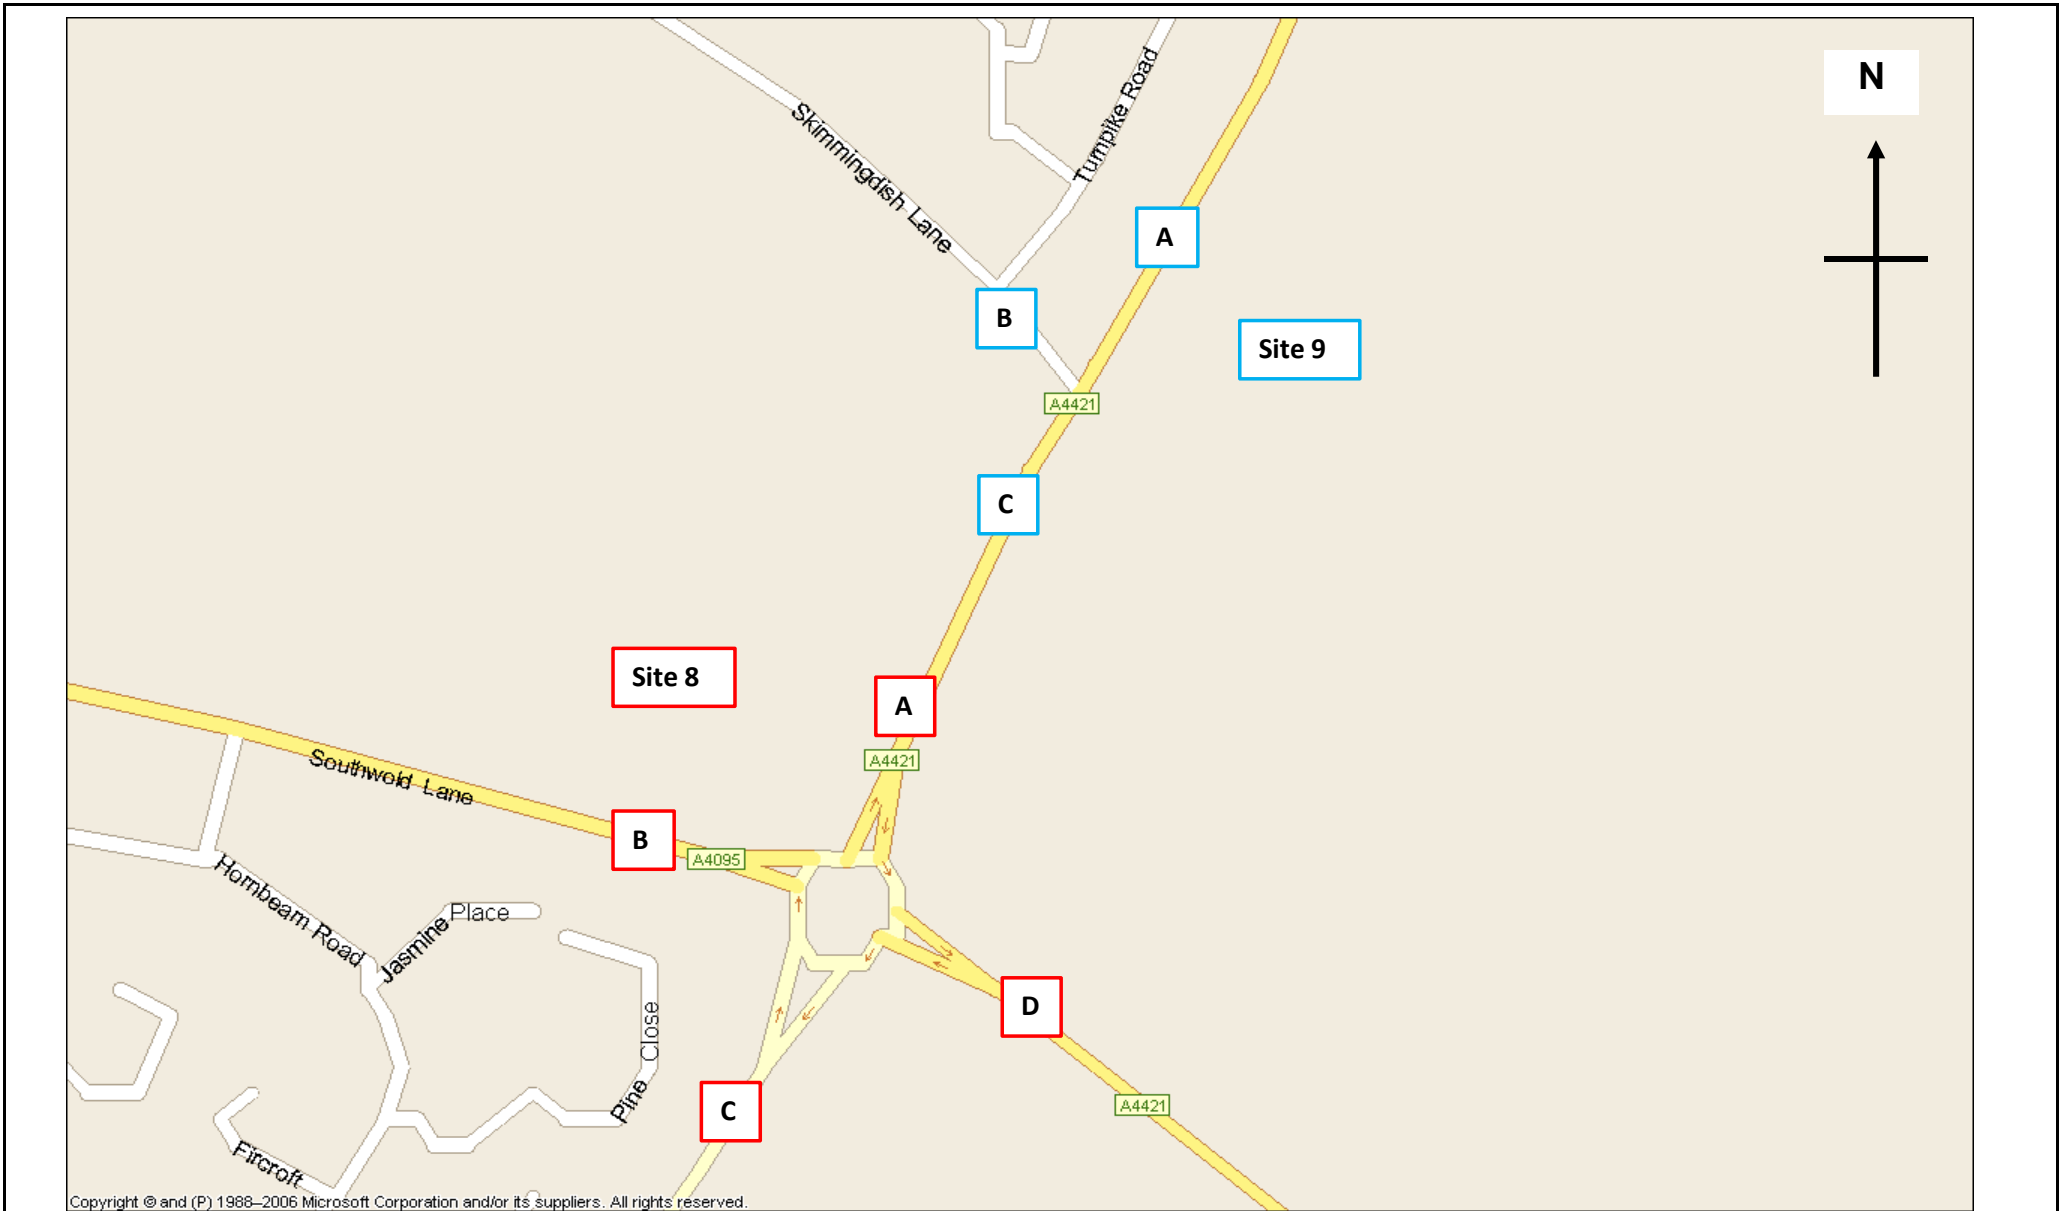 N
Skimmingdish Lane
Turnpike Road
A
B
Site 9
A4421
C
Site 8
A
A4421
Southwold Lane
B
A4095
Hornbeam Road
Jasmine Place
Pine Close
D
C
A4421
Fircroft
Copyright © and (P) 1988–2006 Microsoft Corporation and/or its suppliers. All rights reserved.